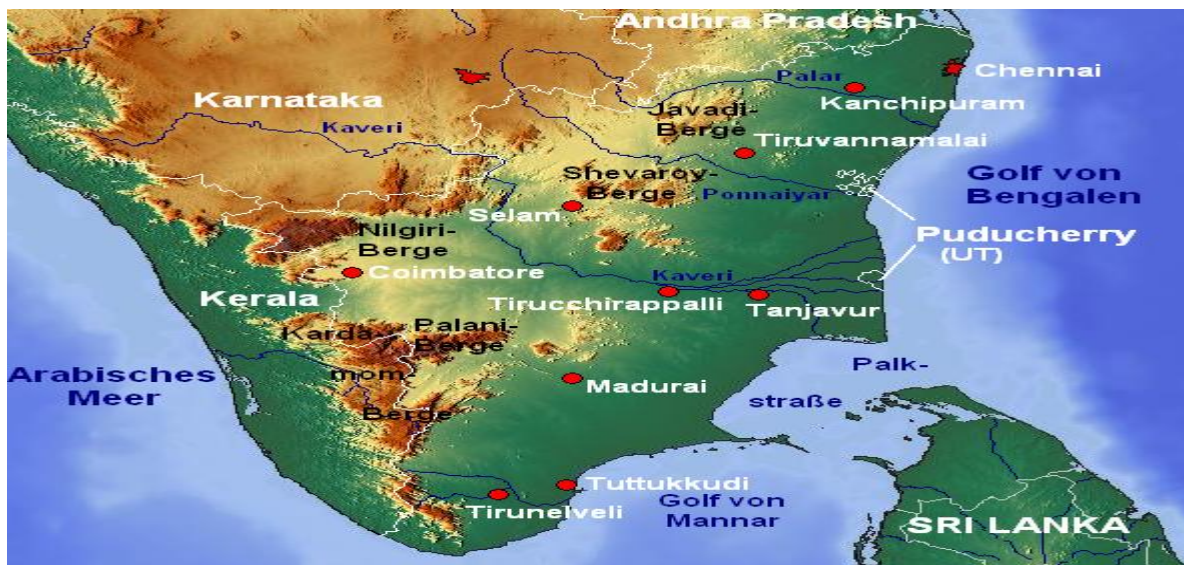 Andhra Pradesh
Palar
Chennai
Karnataka
Kanchipuram
Javadi-
Berge
Kaveri
Tiruvannamalai
Shevaroy-
Berge
Golf von
Bengalen
Ponnaiyar
Selam
Nilgiri-
Berge
Puducherry
(UT)
Coimbatore
Kaveri
Kerala
Tirucchirappalli
Tanjavur
Karda-
mom
Berge
Palani-
Berge
Arabisches
Meer
Madurai
Palk-
straße
Tuttukkudi
Tirunelveli
Golf von
Mannar
SRI LANKA